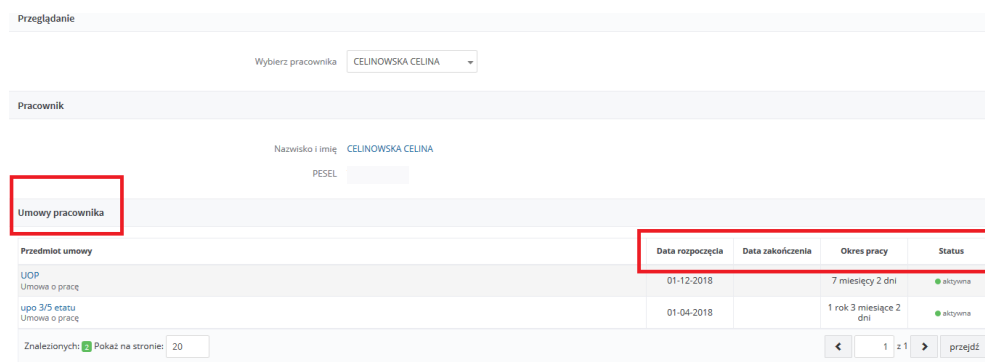 Przeglądanie
Wybierz pracownika CELINOWSKA CELINA
Pracownik
Nazwisko i imię CELINOWSKA CELINA
PESEL
Umowy pracownika
Przedmiot umowy Data rozpoczęcia Data zakończenia Okres pracy Status
UOP 01-12-2018 7 miesięcy 2 dni aktywna
Umowa o pracę
upo 3/5 etatu 01-04-2018 1 rok 3 miesiące 2 dni aktywna
Umowa o pracę
Znalezionych: 2 Pokaż na stronie: 20 1 z 1 przejdź